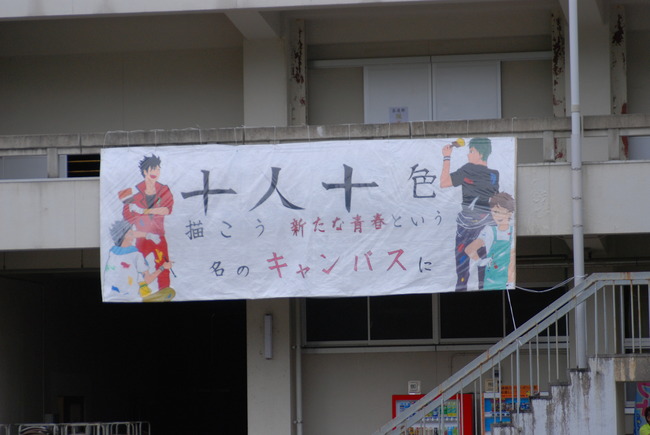 十人十色
描こう 新たな青春という
名の キャンバスに